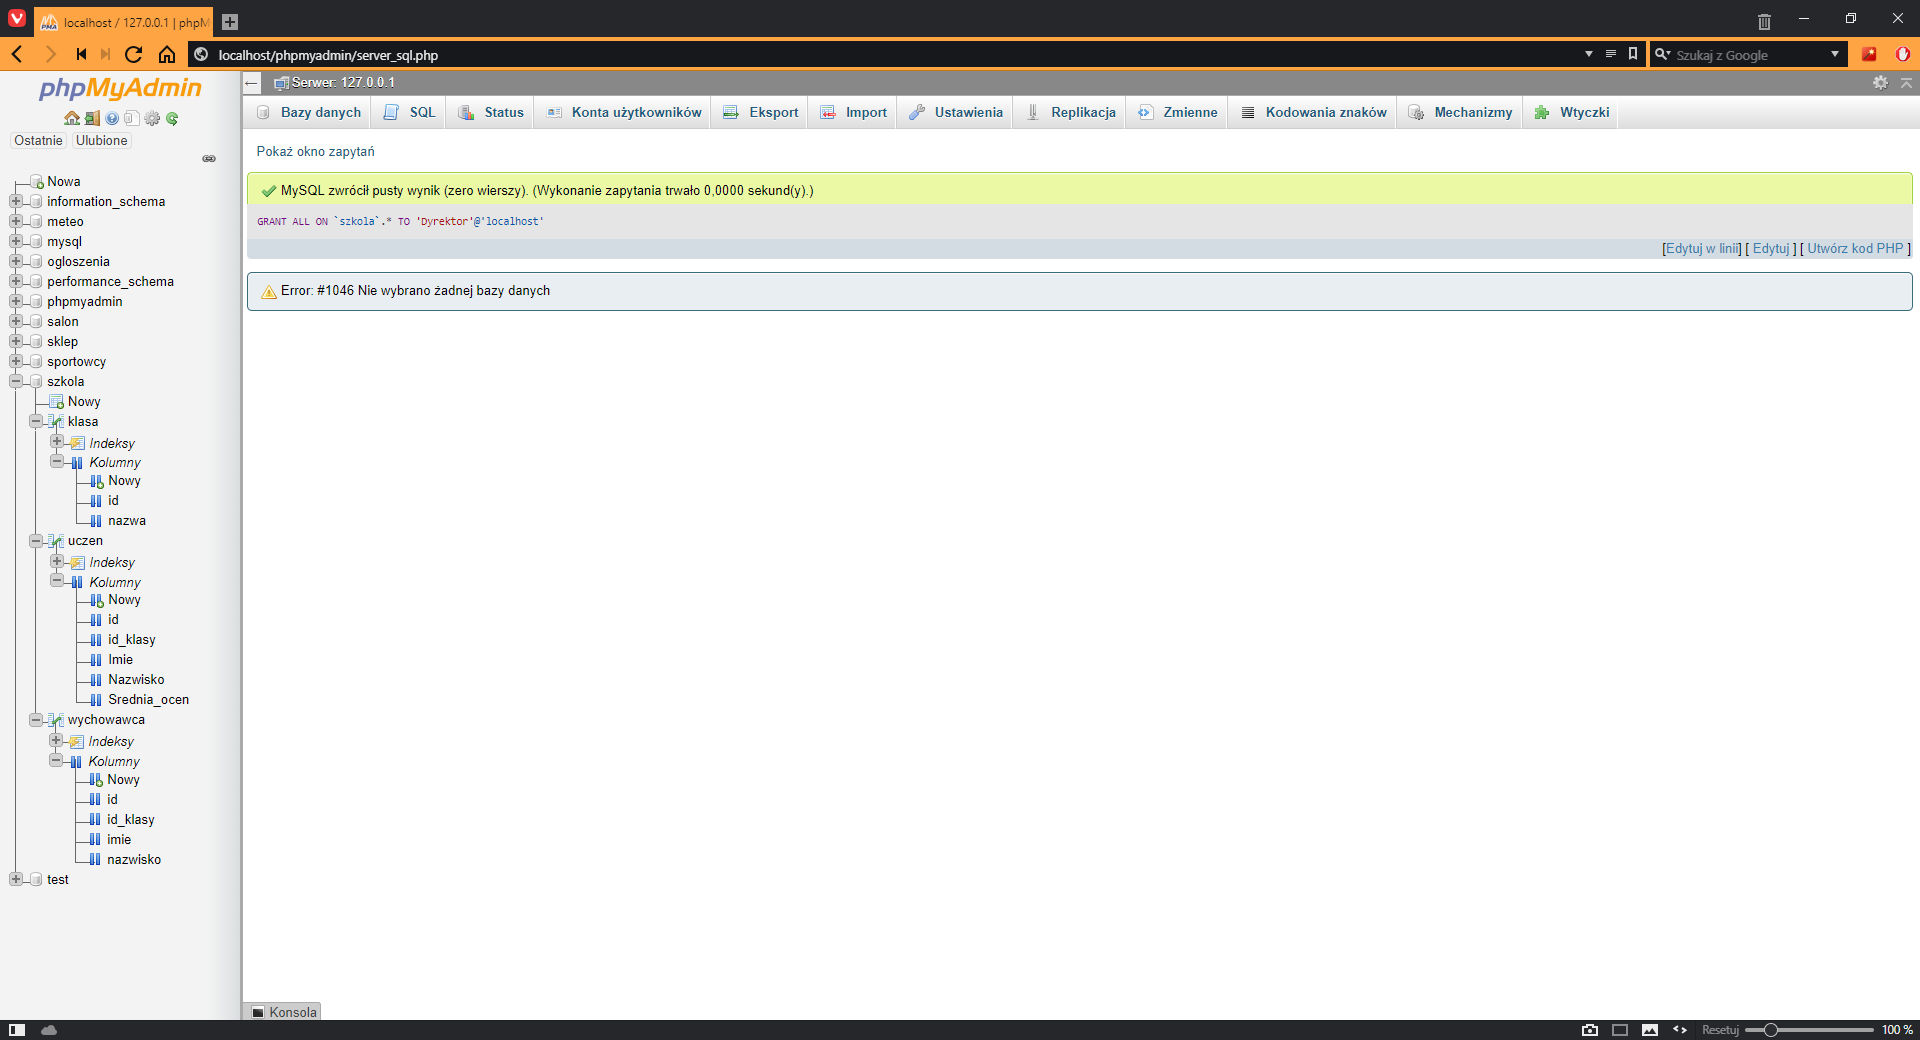 localhost / 127.0.0.1 | phpM
localhost/phpmyadmin/server_sql.php
Szukaj z Google
phpMyAdmin
Ostatnie
Ulubione
Nowa
information_schema
meteo
mysql
ogloszenia
performance_schema
phpmyadmin
salon
sklep
sportowcy
szkola
Nowy
klasa
Indeksy
Kolumny
Nowy
id
nazwa
uczen
Indeksy
Kolumny
Nowy
id
id_klasy
Imie
Nazwisko
Srednia_ocen
wychowawca
Indeksy
Kolumny
Nowy
id
id_klasy
imie
nazwisko
test
Serwer: 127.0.0.1
Bazy danych
SQL
Status
Konta użytkowników
Eksport
Import
Ustawienia
Replikacja
Zmienne
Kodowania znaków
Mechanizmy
Wtyczki
Pokaż okno zapytań
MySQL zwrócił pusty wynik (zero wierszy). (Wykonanie zapytania trwało 0,0000 sekund(y).)
GRANT ALL ON `szkola`.* TO 'Dyrektor'@'localhost'
[Edytuj w linii] [ Edytuj ] [ Utwórz kod PHP ]
Error: #1046 Nie wybrano żadnej bazy danych
Konsola
Resetuj
100 %